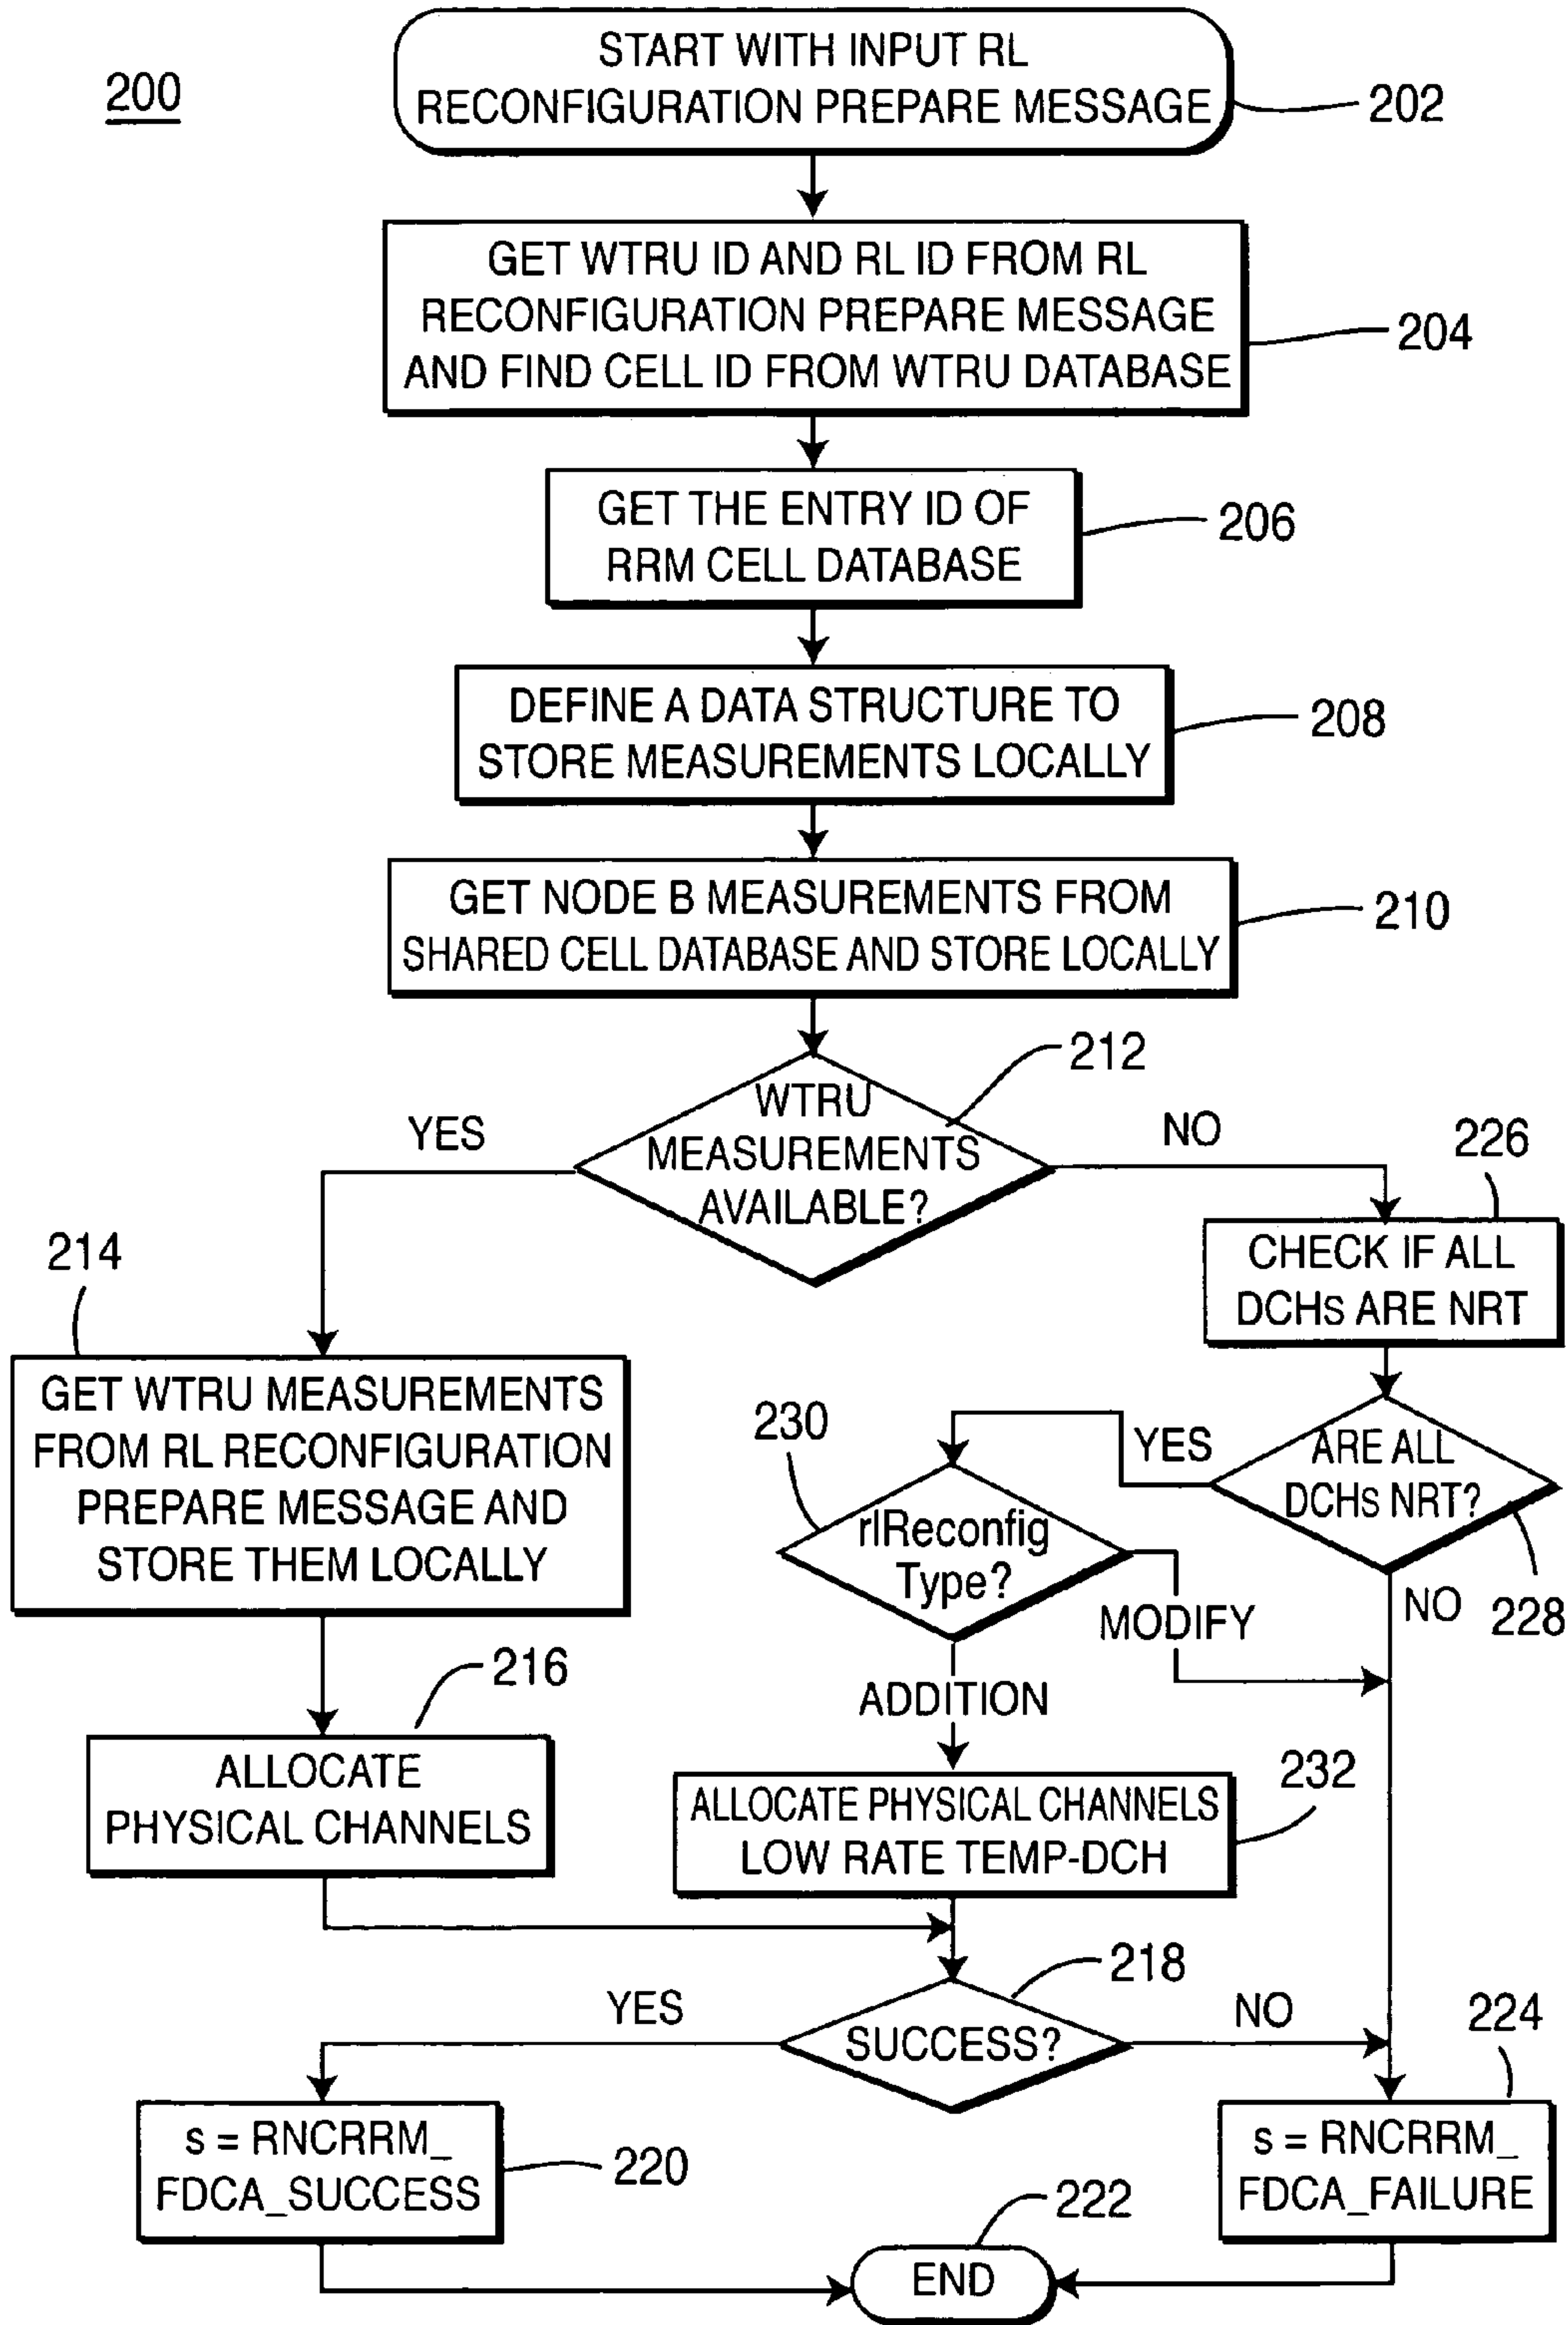 200
START WITH INPUT RL
RECONFIGURATION PREPARE MESSAGE
202
GET WTRU ID AND RL ID FROM RL
RECONFIGURATION PREPARE MESSAGE
AND FIND CELL ID FROM WTRU DATABASE
204
GET THE ENTRY ID OF
RRM CELL DATABASE
206
DEFINE A DATA STRUCTURE TO
STORE MEASUREMENTS LOCALLY
208
GET NODE B MEASUREMENTS FROM
SHARED CELL DATABASE AND STORE LOCALLY
210
WTRU
MEASUREMENTS
AVAILABLE?
212
YES
NO
214
GET WTRU MEASUREMENTS
FROM RL RECONFIGURATION
PREPARE MESSAGE AND
STORE THEM LOCALLY
226
CHECK IF ALL
DCHs ARE NRT
ARE ALL
DCHs NRT?
228
YES
NO
230
rlReconfig
Type?
MODIFY
ADDITION
216
ALLOCATE
PHYSICAL CHANNELS
232
ALLOCATE PHYSICAL CHANNELS
LOW RATE TEMP-DCH
218
SUCCESS?
YES
NO
s = RNCRRM_
FDCA_SUCCESS
220
224
s = RNCRRM_
FDCA_FAILURE
222
END